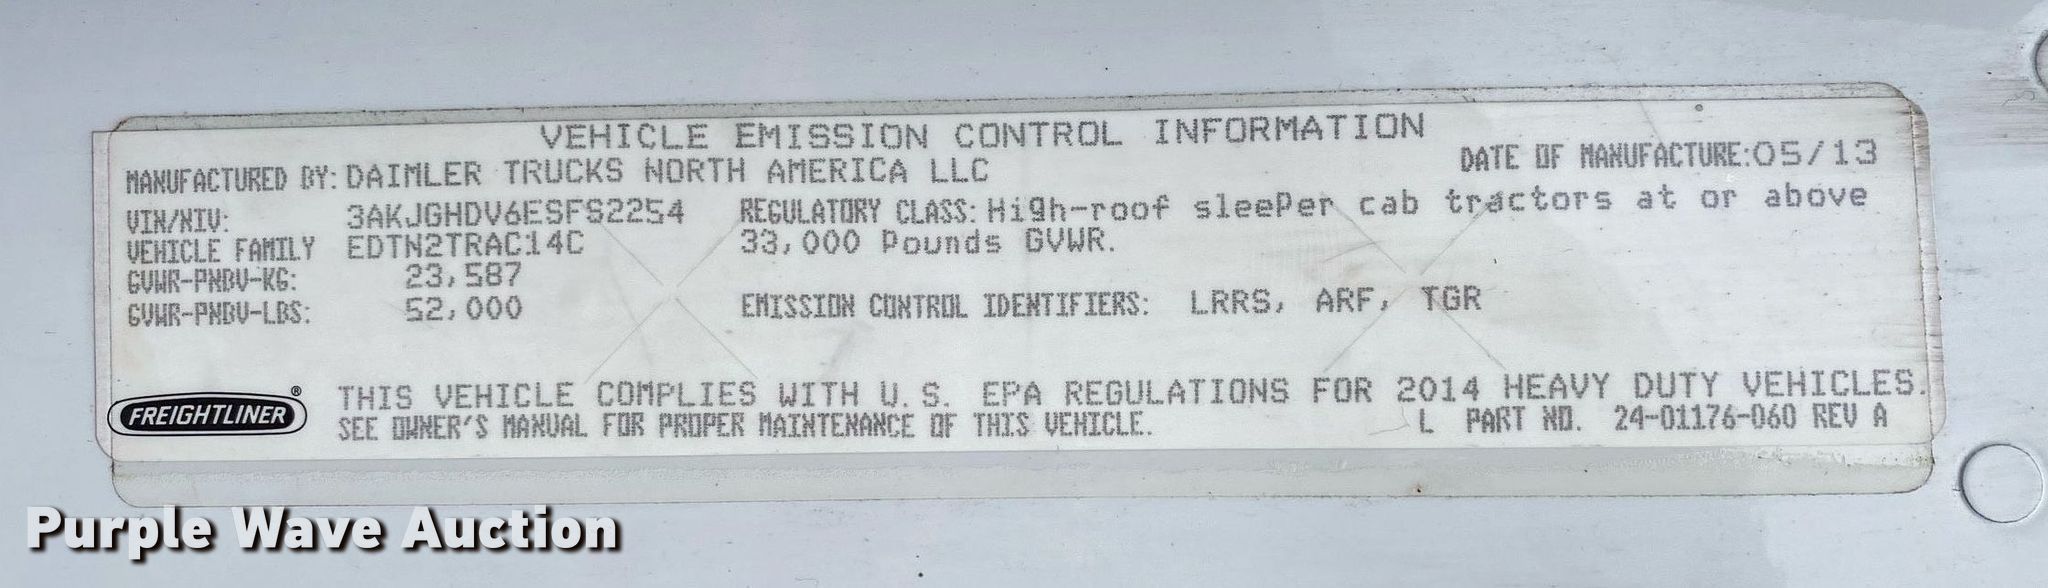 VEHICLE EMISSION CONTROL INFORMATION
MANUFACTURED BY: DAIMLER TRUCKS NORTH AMERICA LLC
DATE OF MANUFACTURE: 05/13
VIN/NIV: 3AKJGHDV6ESFS2254
REGULATORY CLASS: High-roof sleeper cab tractors at or above
VEHICLE FAMILY EDTN2TRAC14C
33,000 Pounds GVWR.
GVWR-PNBV-KG: 23,587
GVWR-PNBV-LBS: 52,000
EMISSION CONTROL IDENTIFIERS: LRRS, ARF, TGR
FREIGHTLINER®
THIS VEHICLE COMPLIES WITH U.S. EPA REGULATIONS FOR 2014 HEAVY DUTY VEHICLES.
SEE OWNER'S MANUAL FOR PROPER MAINTENANCE OF THIS VEHICLE.
L PART NO. 24-01176-060 REV A
Purple Wave Auction